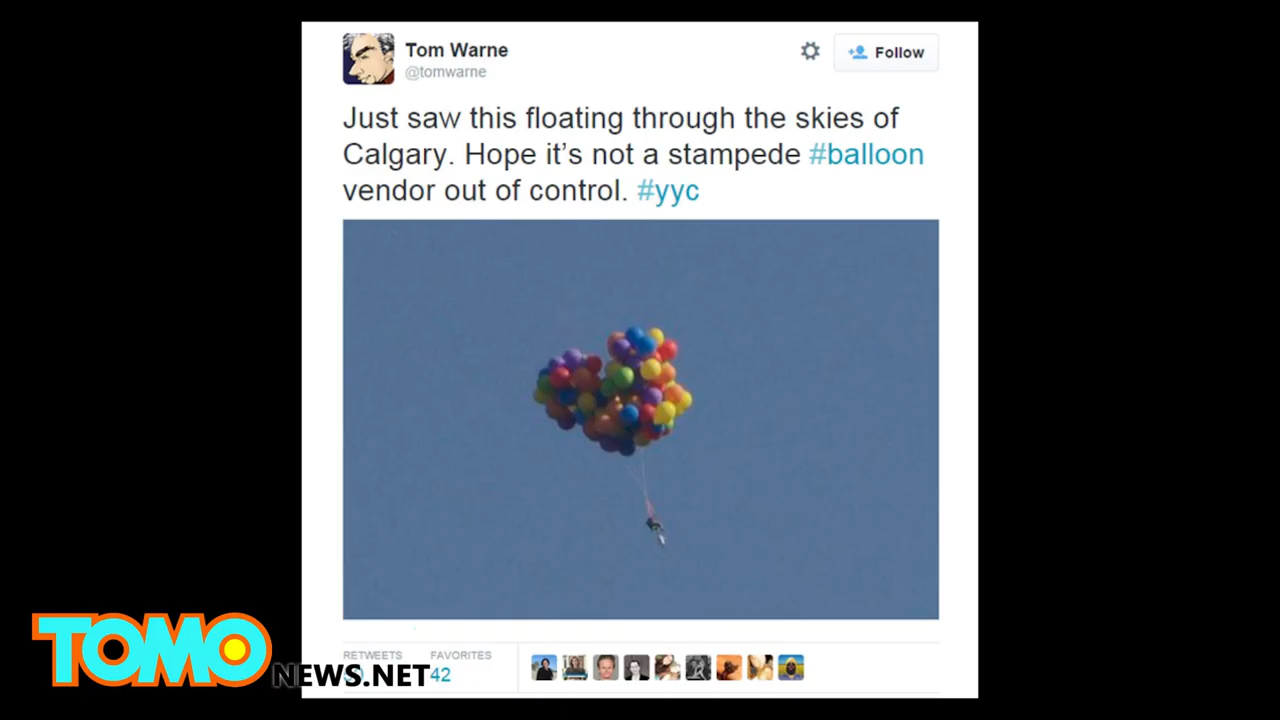 Tom Warne
@tomwarne
Follow
Just saw this floating through the skies of
Calgary. Hope it's not a stampede #balloon
vendor out of control. #yyc
RETWEETS FAVORITES
42
TOMO NEWS.NET